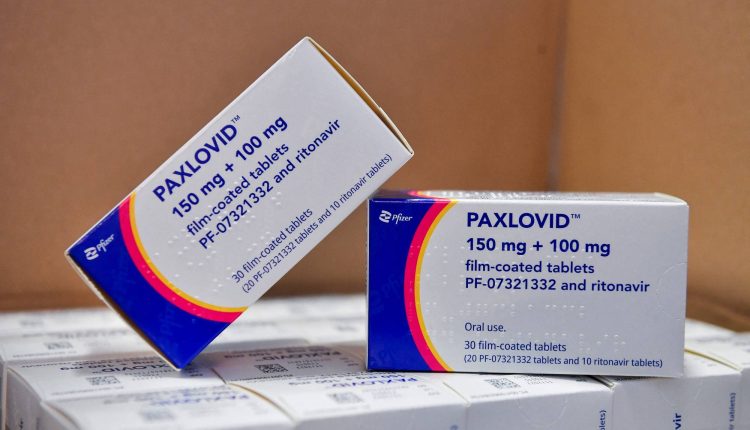 PAXLOVID™
150 mg + 100 mg
film-coated tablets
PF-07321332 and ritonavir
30 film-coated tablets
(20 PF-07321332 tablets and 10 ritonavir tablets)
Pfizer
Pfizer
PAXLOVID™
150 mg + 100 mg
film-coated tablets
PF-07321332 and ritonavir
Oral use.
30 film-coated tablets
(20 PF-07321332 tablets and 10 ritonavir tablets)